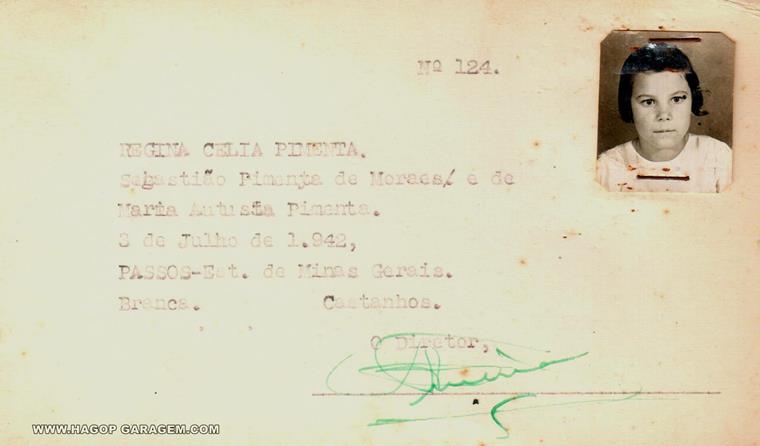 Nº 124.
REGINA CELIA PIMENTA.
Sebastião Pimenta de Moraes/ e de
Maria Autusta Pimenta.
3 de Julho de 1.942,
PASSOS-Est. de Minas Gerais.
Branca. Castanhos.
O Diretor,
WWW.HAGOP GARAGEM.COM